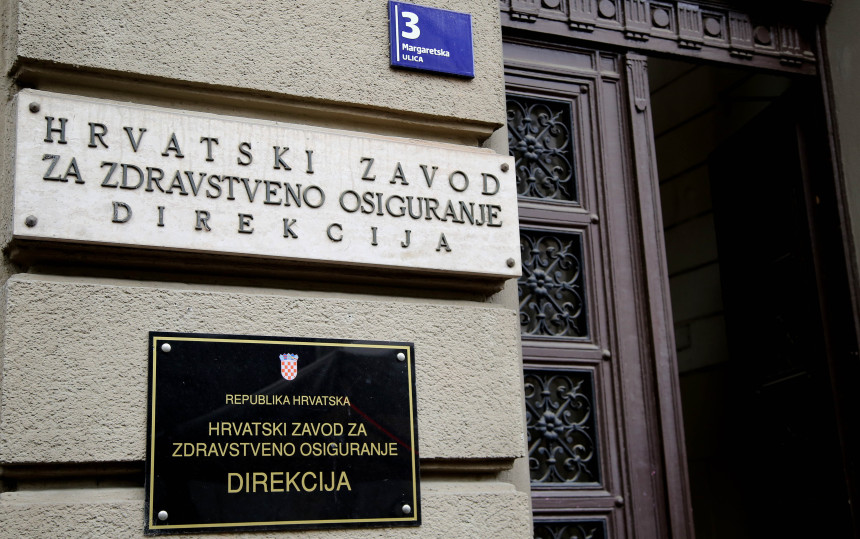 3
Margaretska
ULICA
HRVATSKI ZAVOD
ZA ZDRAVSTVENO OSIGURANJE
DIREKCIJA
REPUBLIKA HRVATSKA
HRVATSKI ZAVOD ZA
ZDRAVSTVENO OSIGURANJE
DIREKCIJA